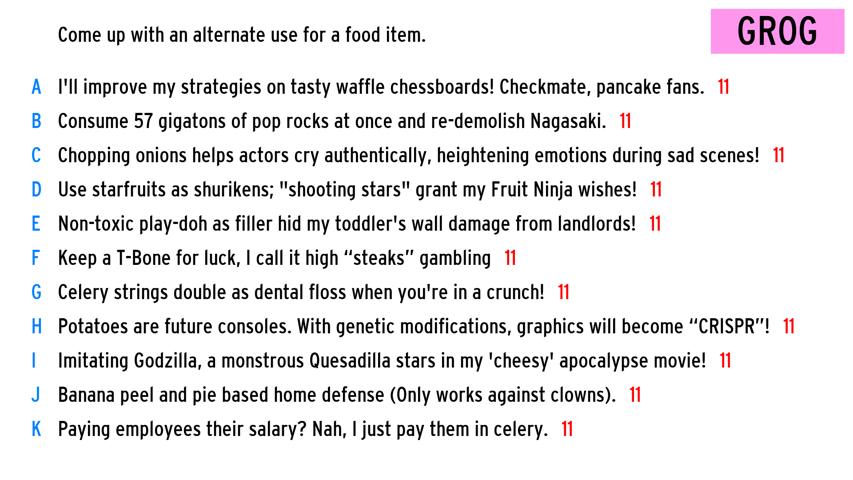 Come up with an alternate use for a food item.
GROG
A I'll improve my strategies on tasty waffle chessboards! Checkmate, pancake fans. 11
B Consume 57 gigatons of pop rocks at once and re-demolish Nagasaki. 11
C Chopping onions helps actors cry authentically, heightening emotions during sad scenes! 11
D Use starfruits as shurikens; "shooting stars" grant my Fruit Ninja wishes! 11
E Non-toxic play-doh as filler hid my toddler's wall damage from landlords! 11
F Keep a T-Bone for luck, I call it high “steaks” gambling 11
G Celery strings double as dental floss when you're in a crunch! 11
H Potatoes are future consoles. With genetic modifications, graphics will become “CRISPR”! 11
I Imitating Godzilla, a monstrous Quesadilla stars in my 'cheesy' apocalypse movie! 11
J Banana peel and pie based home defense (Only works against clowns). 11
K Paying employees their salary? Nah, I just pay them in celery. 11